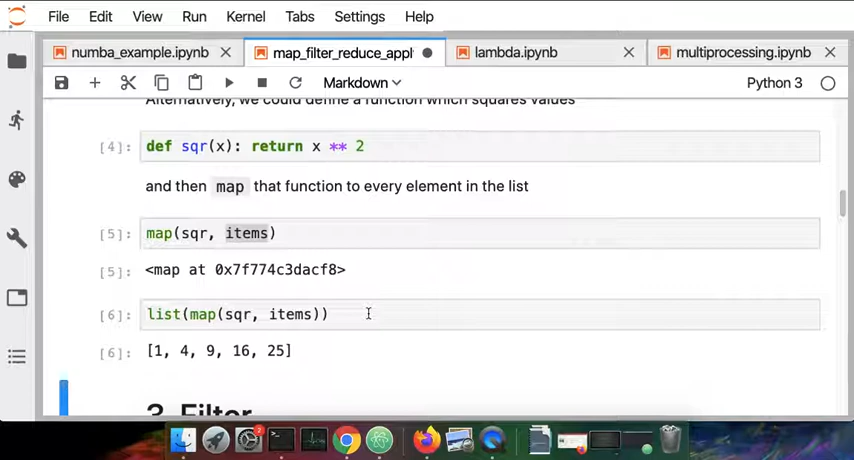 File Edit View Run Kernel Tabs Settings Help
numba_example.ipynb map_filter_reduce_appl lambda.ipynb multiprocessing.ipynb
Markdown Python 3
Alternatively, we could define a function which squares values
[4]: def sqr(x): return x ** 2
and then map that function to every element in the list
[5]: map(sqr, items)
[5]: <map at 0x7f774c3dacf8>
[6]: list(map(sqr, items))
[6]: [1, 4, 9, 16, 25]
3. Filter
2